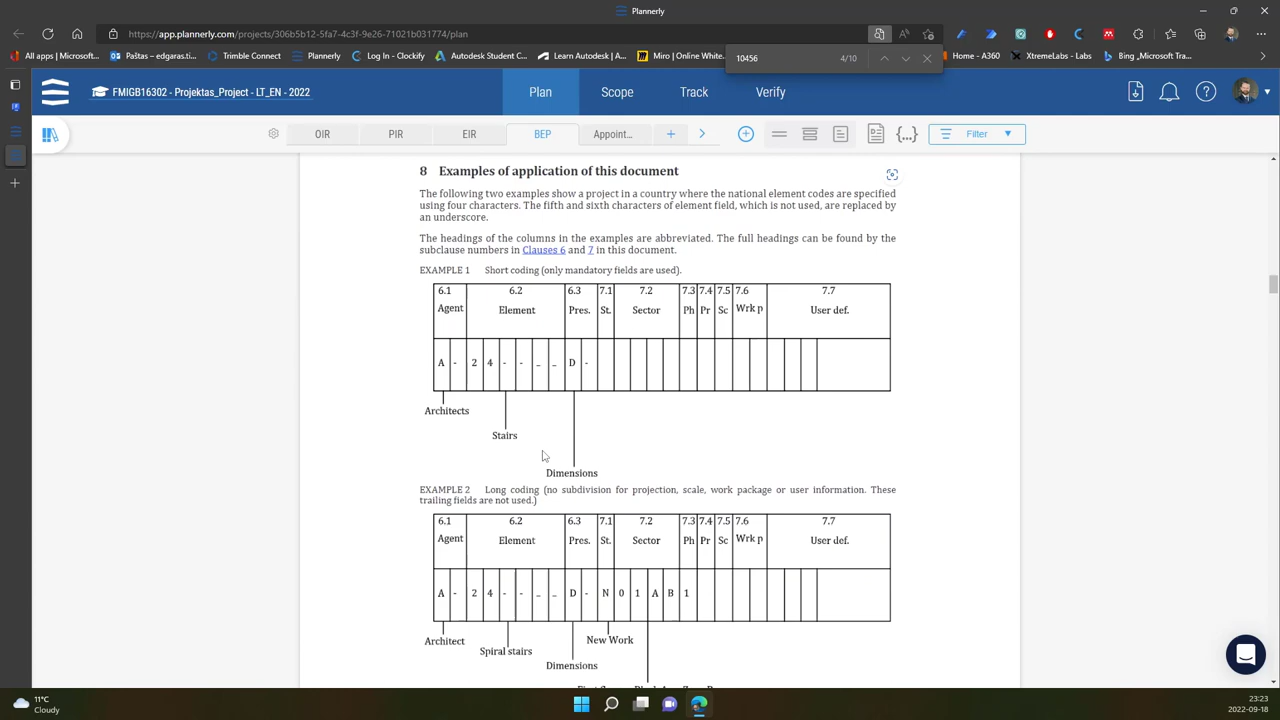 Plannerly
https://app.plannerly.com/projects/306b5b12-5fa7-4c3f-9e26-71021b031774/plan
All apps (Microsoft...
Paštas – edgaras.ti...
Trimble Connect
Plannerly
Log In - Clockify
Autodesk Student C...
Learn Autodesk | A...
Miro | Online White...
Home - A360
XtremeLabs - Labs
Bing „Microsoft Tra...
10456
4/10
FMIGB16302 - Projektas_Project - LT_EN - 2022
Plan
Scope
Track
Verify
OIR
PIR
EIR
BEP
Appoint...
Filter
8 Examples of application of this document
The following two examples show a project in a country where the national element codes are specified
using four characters. The fifth and sixth characters of element field, which is not used, are replaced by
an underscore.
The headings of the columns in the examples are abbreviated. The full headings can be found by the
subclause numbers in Clauses 6 and 7 in this document.
EXAMPLE 1 Short coding (only mandatory fields are used).
6.1 6.2 6.3 7.1 7.2 7.3 7.4 7.5 7.6 7.7
Agent Element Pres. St. Sector Ph Pr Sc Wrk p User def.
A - 2 4 - - _ _ D -
Architects
Stairs
Dimensions
EXAMPLE 2 Long coding (no subdivision for projection, scale, work package or user information. These
trailing fields are not used.)
6.1 6.2 6.3 7.1 7.2 7.3 7.4 7.5 7.6 7.7
Agent Element Pres. St. Sector Ph Pr Sc Wrk p User def.
A - 2 4 - - _ _ D - N 0 1 A B 1
Architect
New Work
Spiral stairs
Dimensions
11°C
Cloudy
23:23
2022-09-18